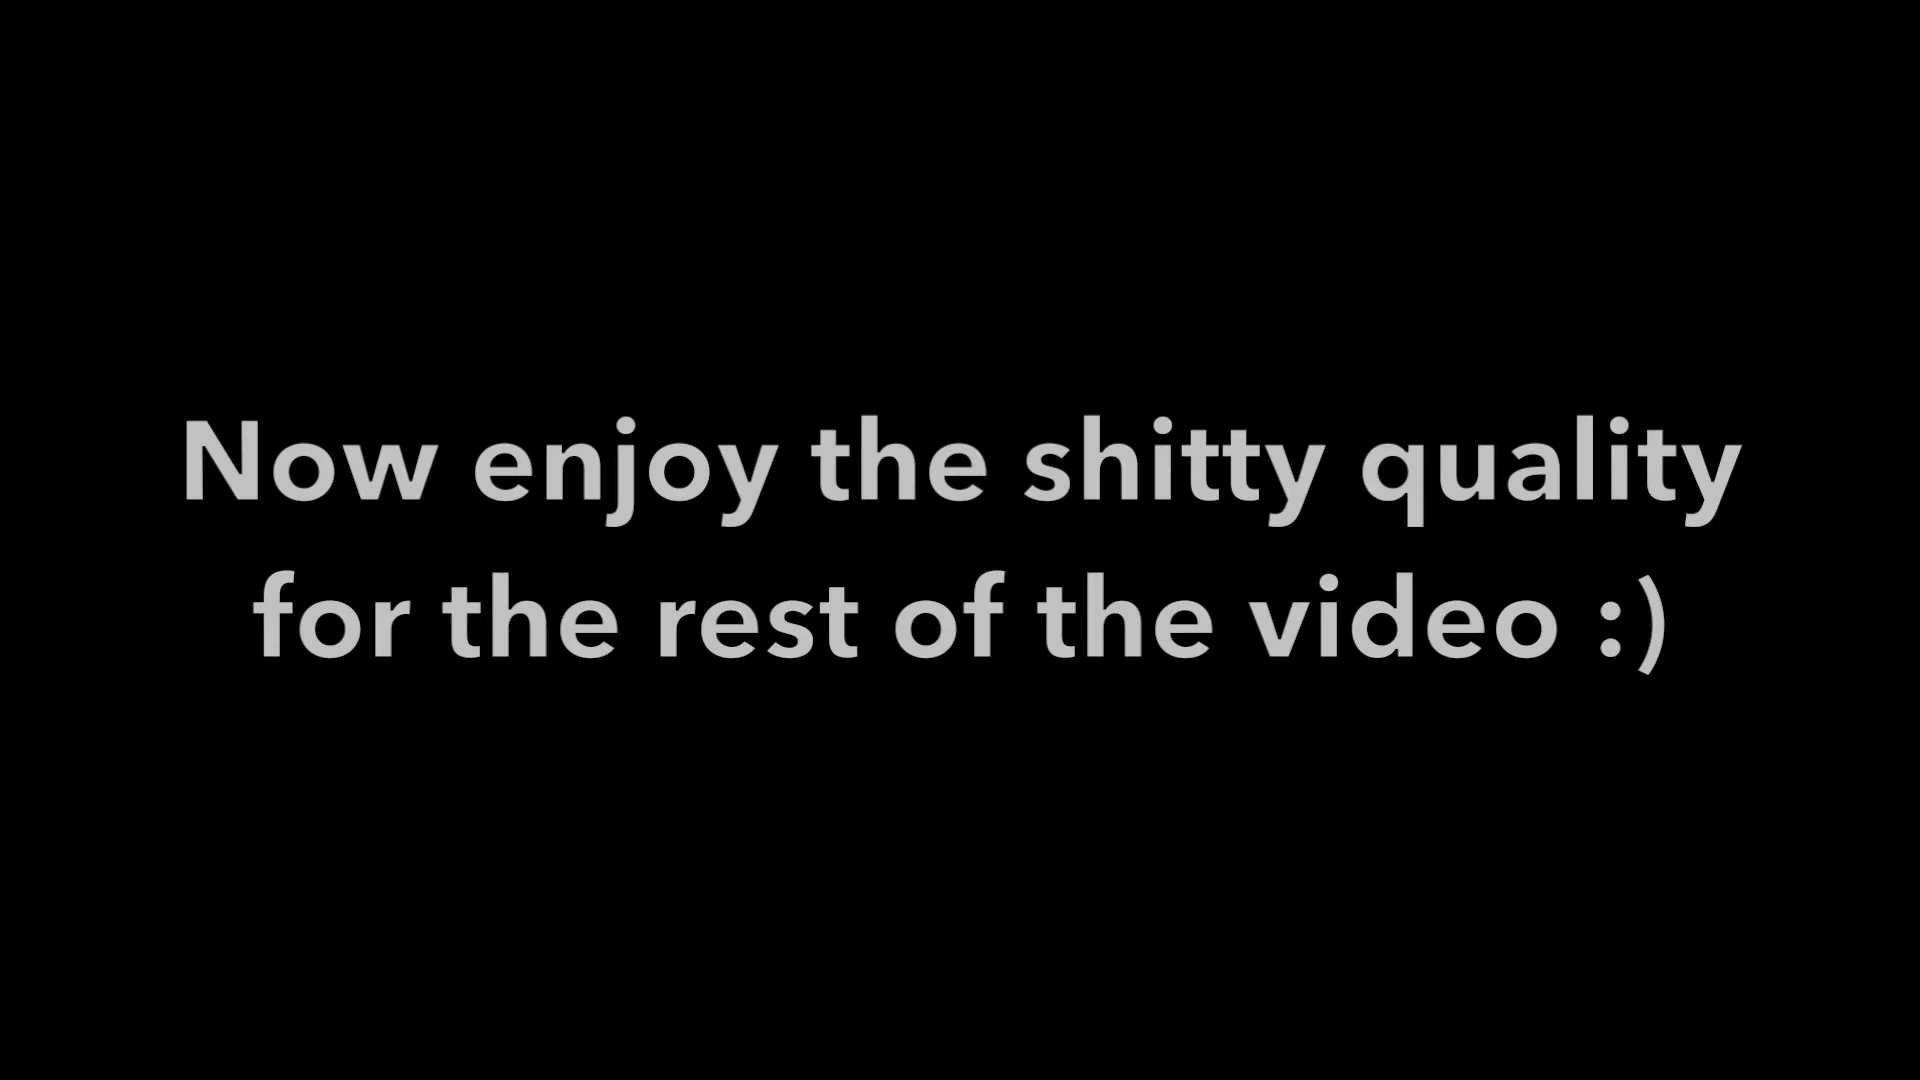 Now enjoy the shitty quality
for the rest of the video :)